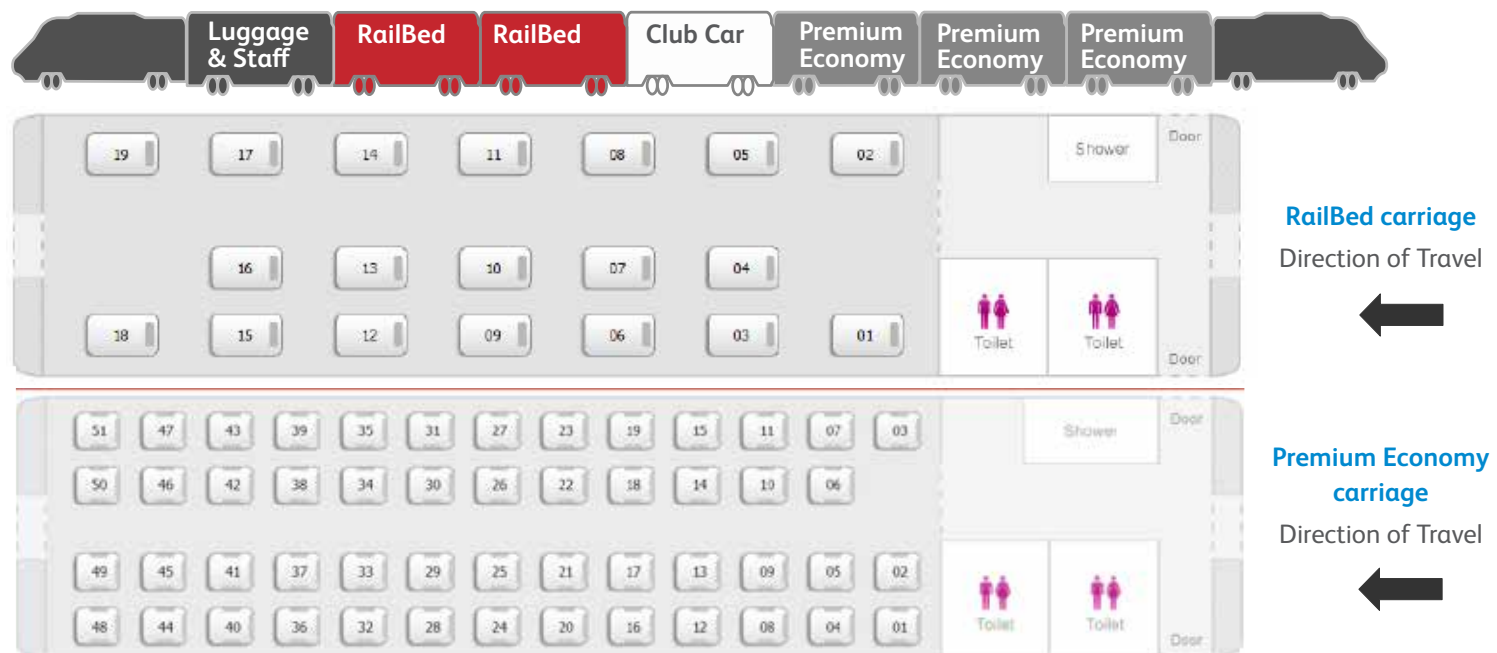 Luggage & Staff
RailBed
RailBed
Club Car
Premium Economy
Premium Economy
Premium Economy
19 17 14 11 08 05 02
Shower
Door
16 13 10 07 04
18 15 12 09 06 03 01
Toilet
Toilet
Door
RailBed carriage
Direction of Travel
51 47 43 39 35 31 27 23 19 15 11 07 03
Shower
Door
50 46 42 38 34 30 26 22 18 14 10 06
49 45 41 37 33 29 25 21 17 13 09 05 02
48 44 40 36 32 28 24 20 16 12 08 04 01
Toilet
Toilet
Door
Premium Economy
carriage
Direction of Travel